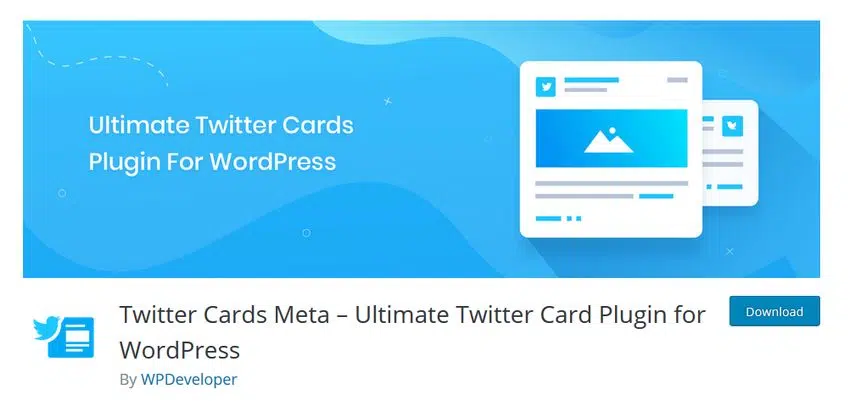 Ultimate Twitter Cards
Plugin For WordPress
Twitter Cards Meta – Ultimate Twitter Card Plugin for
WordPress
Download
By WPDeveloper